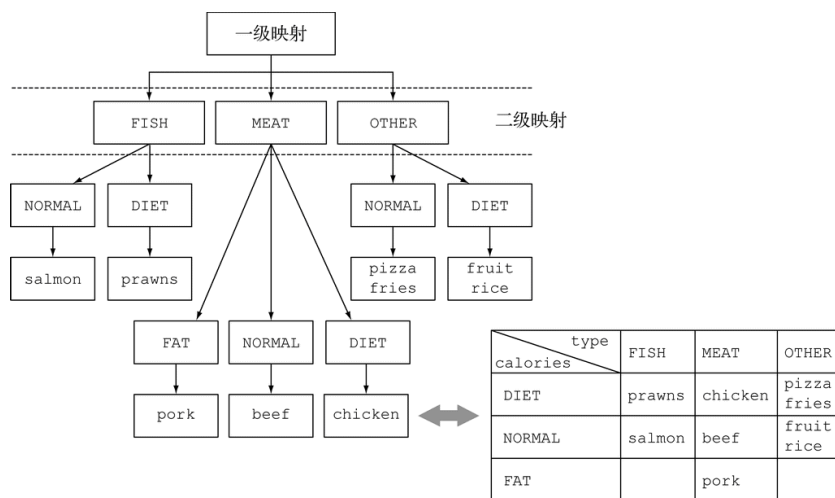 一级映射
FISH
MEAT
OTHER
二级映射
NORMAL
DIET
NORMAL
DIET
salmon
prawns
pizza
fries
fruit
rice
FAT
NORMAL
DIET
pork
beef
chicken
type
calories
FISH
MEAT
OTHER
DIET
prawns
chicken
pizza
fries
NORMAL
salmon
beef
fruit
rice
FAT
pork